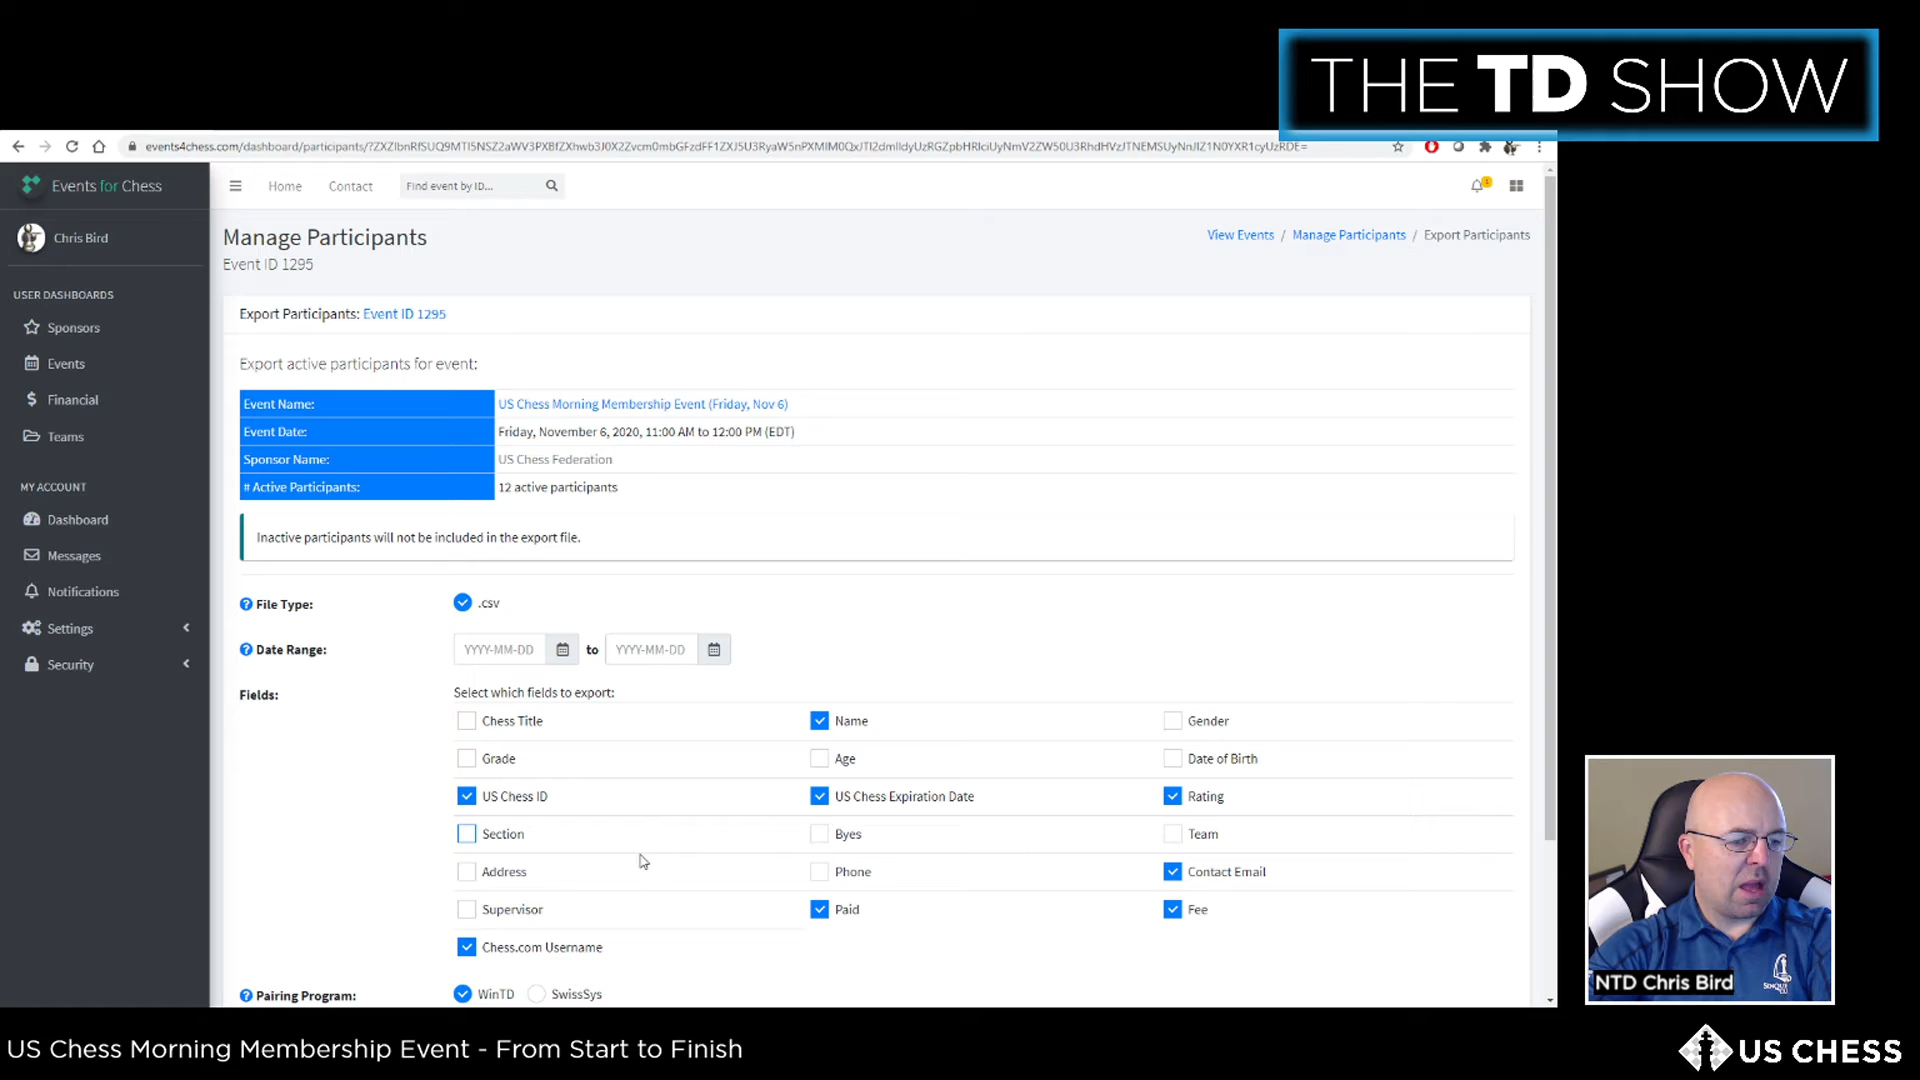 THE TD SHOW
Events for Chess
Home
Contact
Find event by ID...
1
Chris Bird
Manage Participants
Event ID 1295
View Events / Manage Participants / Export Participants
USER DASHBOARDS
Sponsors
Events
Financial
Teams
MY ACCOUNT
Dashboard
Messages
Notifications
Settings
Security
Export Participants: Event ID 1295
Export active participants for event:
Event Name: US Chess Morning Membership Event (Friday, Nov 6)
Event Date: Friday, November 6, 2020, 11:00 AM to 12:00 PM (EDT)
Sponsor Name: US Chess Federation
# Active Participants: 12 active participants
Inactive participants will not be included in the export file.
File Type: .csv
Date Range: YYYY-MM-DD to YYYY-MM-DD
Fields: Select which fields to export:
Chess Title Name Gender
Grade Age Date of Birth
US Chess ID US Chess Expiration Date Rating
Section Byes Team
Address Phone Contact Email
Supervisor Paid Fee
Chess.com Username
Pairing Program: WinTD SwissSys
NTD Chris Bird
US Chess Morning Membership Event - From Start to Finish
US CHESS